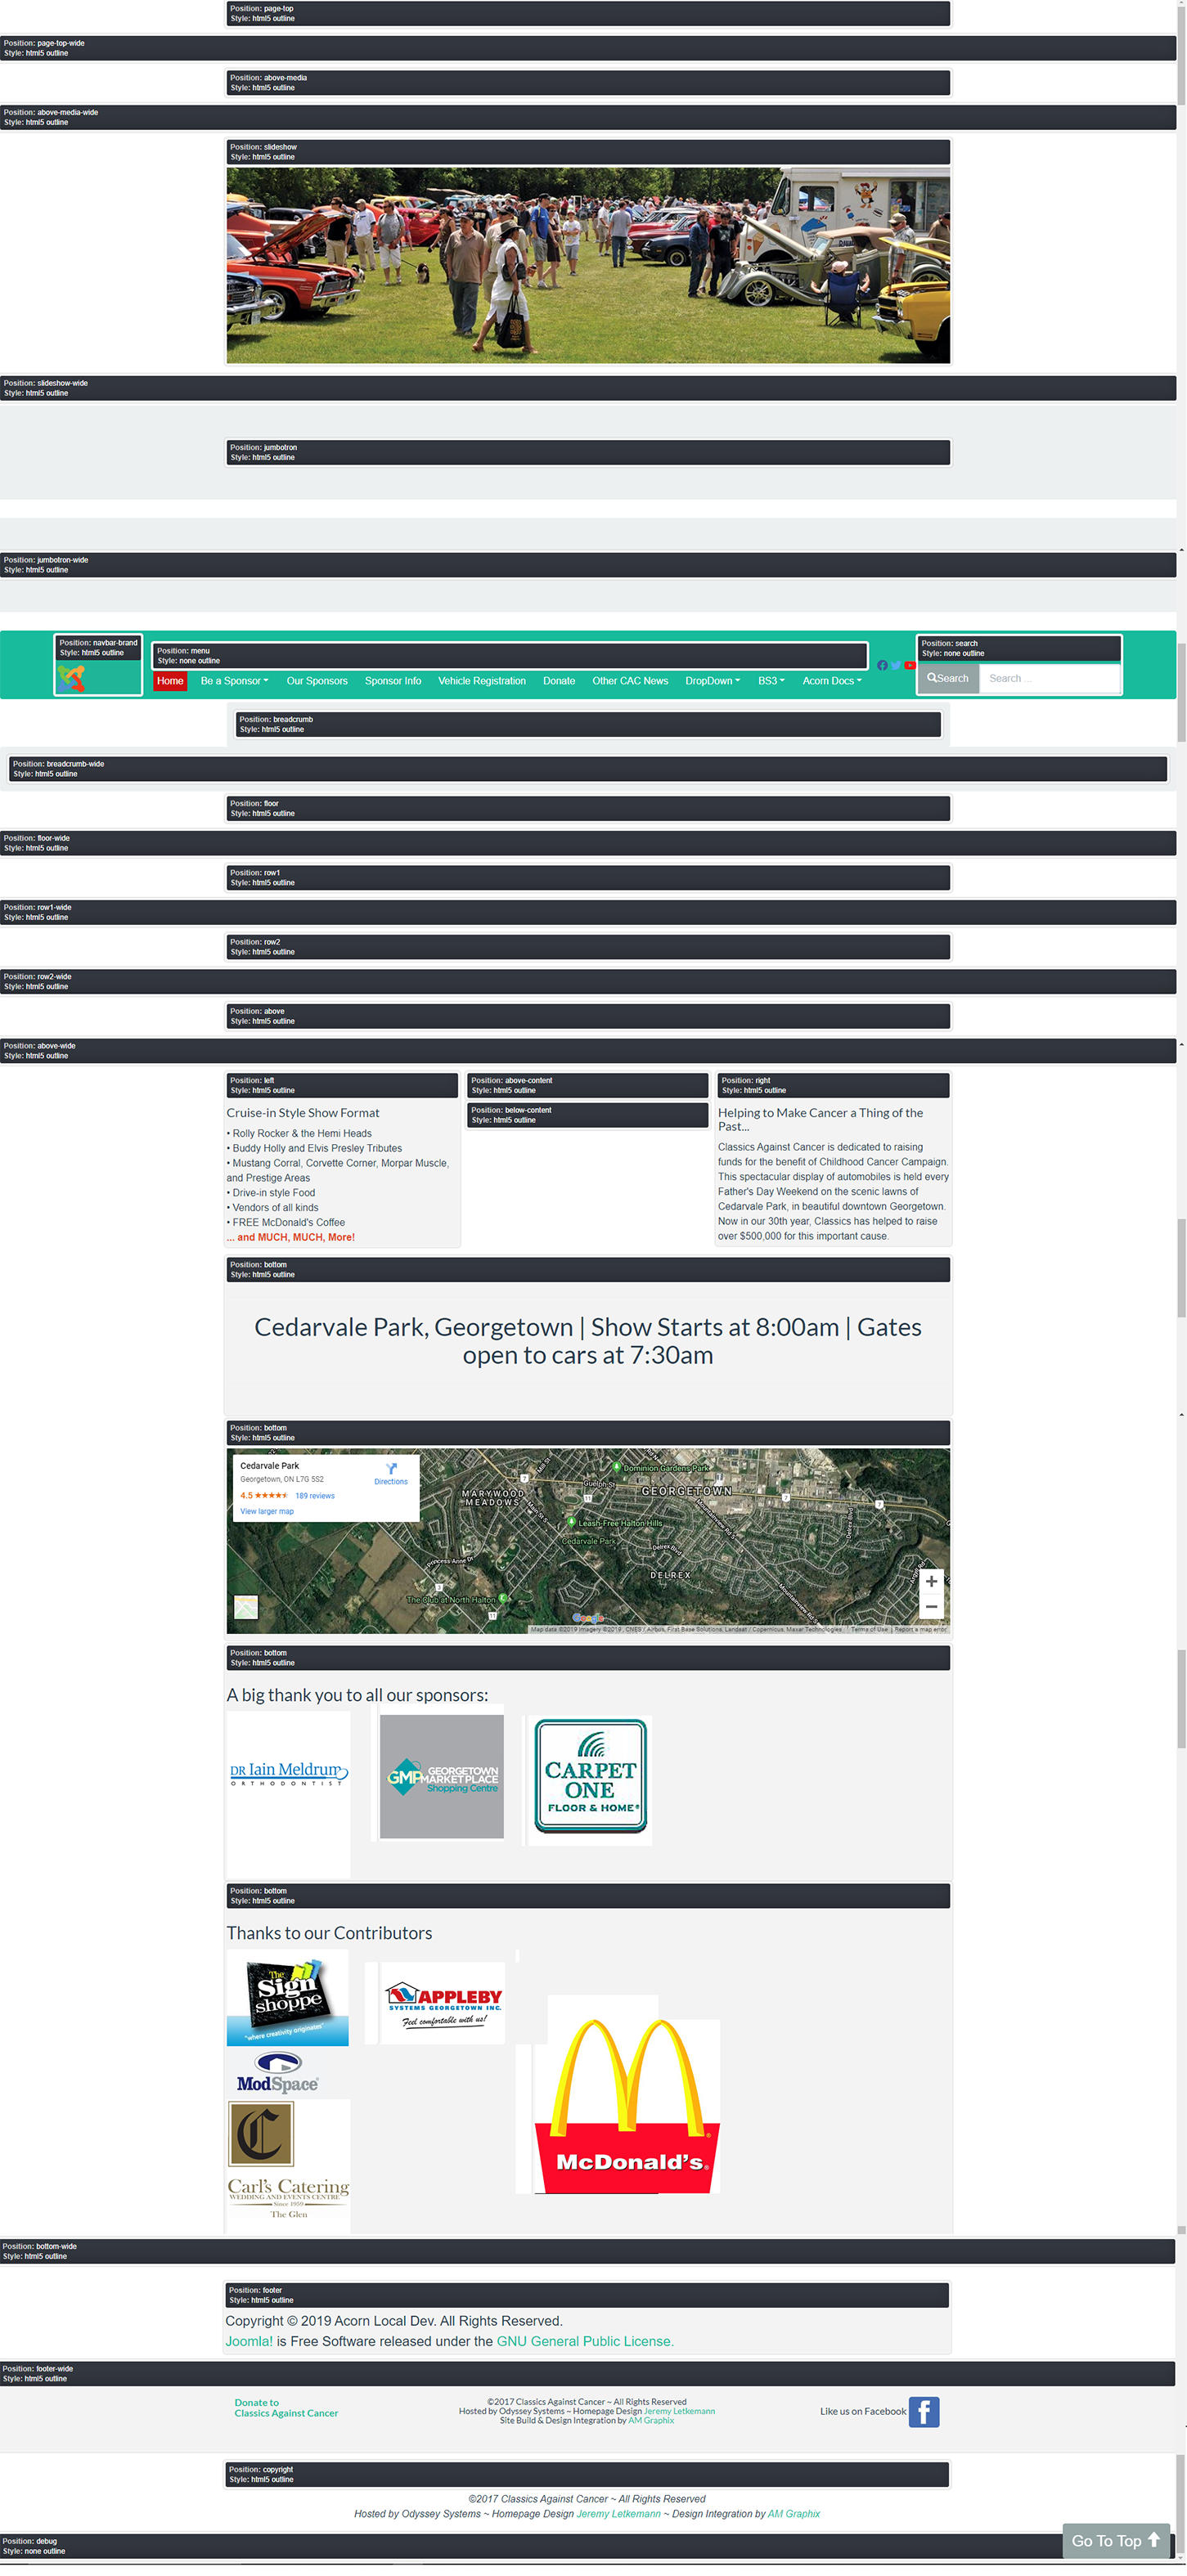 Position: page-top
Style: html5 outline
Position: page-top-wide
Style: html5 outline
Position: above-media
Style: html5 outline
Position: above-media-wide
Style: html5 outline
Position: slideshow
Style: html5 outline
Position: slideshow-wide
Style: html5 outline
Position: jumbotron
Style: html5 outline
Position: jumbotron-wide
Style: html5 outline
Position: navbar-brand
Style: html5 outline
Position: menu
Style: none outline
Position: search
Style: none outline
Home Be a Sponsor Our Sponsors Sponsor Info Vehicle Registration Donate Other CAC News DropDown BS3 Acorn Docs
Search Search ...
Position: breadcrumb
Style: html5 outline
Position: breadcrumb-wide
Style: html5 outline
Position: floor
Style: html5 outline
Position: floor-wide
Style: html5 outline
Position: row1
Style: html5 outline
Position: row1-wide
Style: html5 outline
Position: row2
Style: html5 outline
Position: row2-wide
Style: html5 outline
Position: above
Style: html5 outline
Position: above-wide
Style: html5 outline
Position: left
Style: html5 outline
Cruise-in Style Show Format
• Rolly Rocker & the Hemi Heads
• Buddy Holly and Elvis Presley Tributes
• Mustang Corral, Corvette Corner, Morpar Muscle,
and Prestige Areas
• Drive-in style Food
• Vendors of all kinds
• FREE McDonald's Coffee
... and MUCH, MUCH, More!
Position: above-content
Style: html5 outline
Position: below-content
Style: html5 outline
Position: right
Style: html5 outline
Helping to Make Cancer a Thing of the
Past...
Classics Against Cancer is dedicated to raising
funds for the benefit of Childhood Cancer Campaign.
This spectacular display of automobiles is held every
Father's Day Weekend on the scenic lawns of
Cedarvale Park, in beautiful downtown Georgetown.
Now in our 30th year, Classics has helped to raise
over $500,000 for this important cause.
Position: bottom
Style: html5 outline
Cedarvale Park, Georgetown | Show Starts at 8:00am | Gates
open to cars at 7:30am
Position: bottom
Style: html5 outline
Cedarvale Park
Georgetown, ON L7G 5S2
4.5 189 reviews
View larger map
Directions
Dominion Gardens Park
Guelph St
GEORGETOWN
MARYWOOD
MEADOWS
Leash-Free Halton Hills
Cedarvale Park
Delrex Blvd
Princess Anne Dr
DELREX
The Club at North Halton
7
7
7
11
3
11
Google
Map data ©2019 Imagery ©2019 , CNES / Airbus, First Base Solutions, Landsat / Copernicus, Maxar Technologies Terms of Use Report a map error
Position: bottom
Style: html5 outline
A big thank you to all our sponsors:
DR Iain Meldrum
ORTHODONTIST
GMP GEORGETOWN
MARKET PLACE
Shopping Centre
CARPET
ONE
FLOOR & HOME®
Position: bottom
Style: html5 outline
Thanks to our Contributors
The
Sign
shoppe
"where creativity originates"
APPLEBY
SYSTEMS GEORGETOWN INC.
Feel comfortable with us!
ModSpace
McDonald's
C
Carl's Catering
WEDDING AND EVENTS CENTRE
Since 1959
The Glen
Position: bottom-wide
Style: html5 outline
Position: footer
Style: html5 outline
Copyright © 2019 Acorn Local Dev. All Rights Reserved.
Joomla! is Free Software released under the GNU General Public License.
Position: footer-wide
Style: html5 outline
Donate to
Classics Against Cancer
©2017 Classics Against Cancer ~ All Rights Reserved
Hosted by Odyssey Systems ~ Homepage Design Jeremy Letkemann
Site Build & Design Integration by AM Graphix
Like us on Facebook
Position: copyright
Style: html5 outline
©2017 Classics Against Cancer ~ All Rights Reserved
Hosted by Odyssey Systems ~ Homepage Design Jeremy Letkemann ~ Design Integration by AM Graphix
Position: debug
Style: none outline
Go To Top